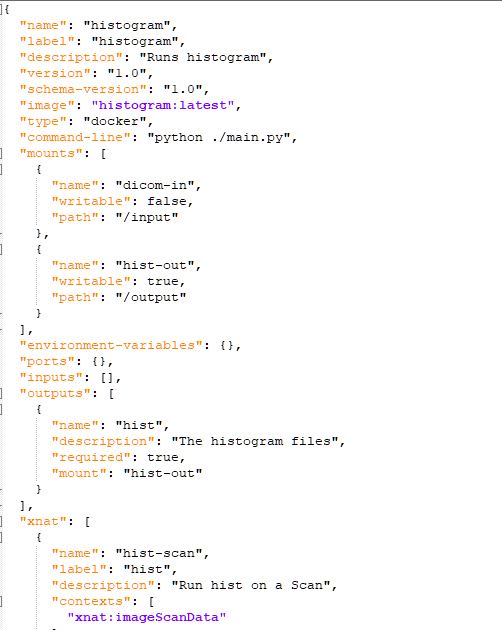 {
  "name": "histogram",
  "label": "histogram",
  "description": "Runs histogram",
  "version": "1.0",
  "schema-version": "1.0",
  "image": "histogram:latest",
  "type": "docker",
  "command-line": "python ./main.py",
  "mounts": [
    {
      "name": "dicom-in",
      "writable": false,
      "path": "/input"
    },
    {
      "name": "hist-out",
      "writable": true,
      "path": "/output"
    }
  ],
  "environment-variables": {},
  "ports": {},
  "inputs": [],
  "outputs": [
    {
      "name": "hist",
      "description": "The histogram files",
      "required": true,
      "mount": "hist-out"
    }
  ],
  "xnat": [
    {
      "name": "hist-scan",
      "label": "hist",
      "description": "Run hist on a Scan",
      "contexts": [
        "xnat:imageScanData"